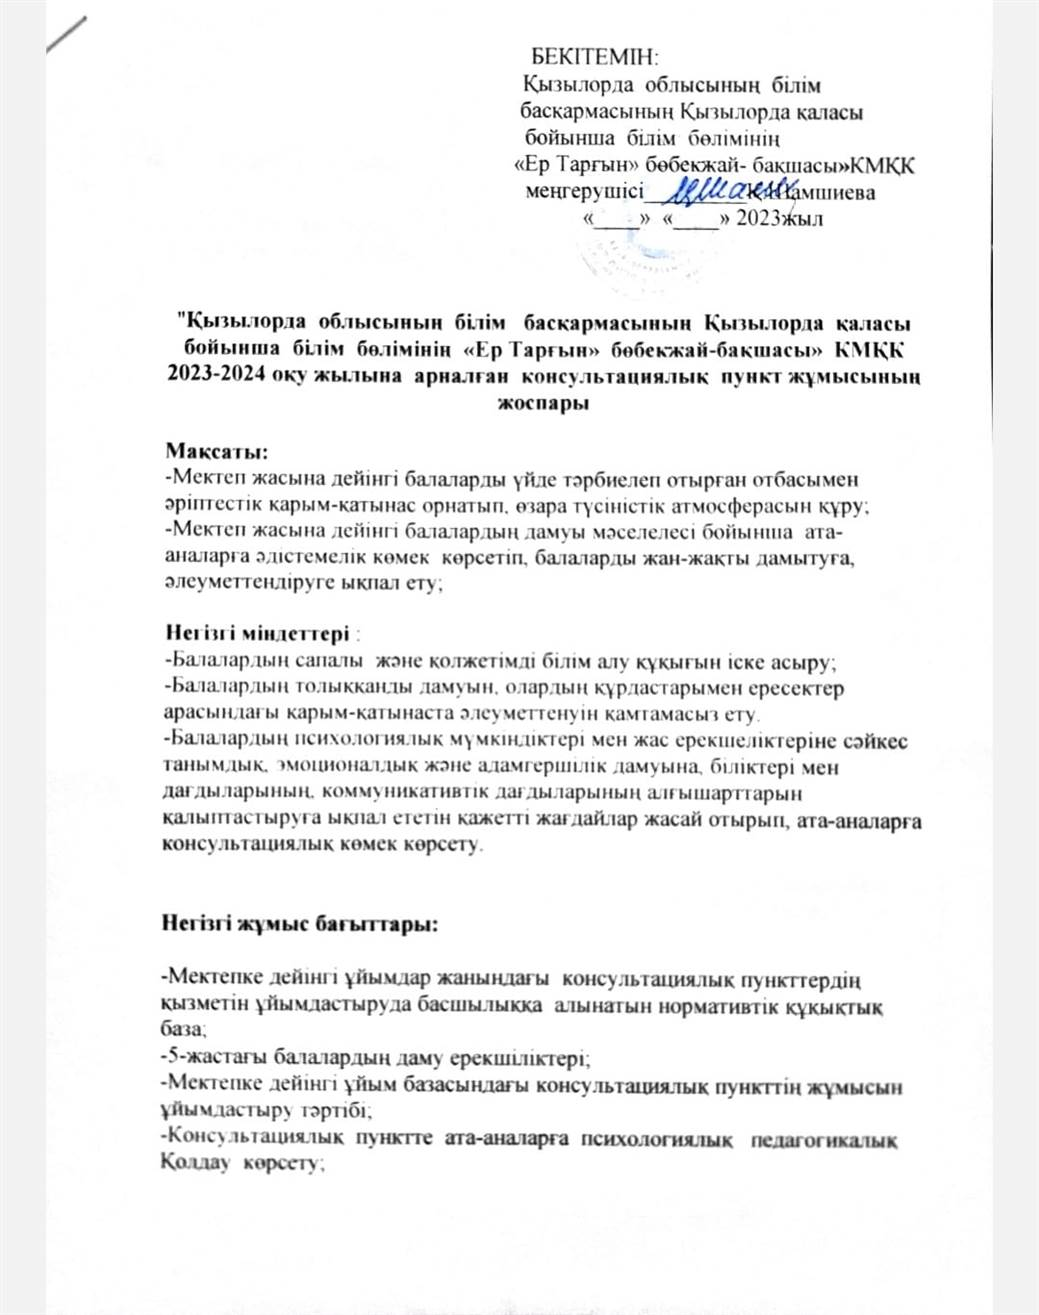 БЕКІТЕМІН:
Қызылорда облысының білім
басқармасының Қызылорда қаласы
бойынша білім бөлімінің
«Ер Тарғын» бөбекжай- бақшасы»КМҚК
меңгерушісі__________Қ.Шамшиева
«____» «____» 2023жыл
"Қызылорда облысының білім басқармасының Қызылорда қаласы
бойынша білім бөлімінің «Ер Тарғын» бөбекжай-бақшасы» КМҚК
2023-2024 оқу жылына арналған консультациялық пункт жұмысының
жоспары
Мақсаты:
-Мектеп жасына дейінгі балаларды үйде тәрбиелеп отырған отбасымен
әріптестік қарым-қатынас орнатып, өзара түсіністік атмосферасын құру;
-Мектеп жасына дейінгі балалардың дамуы мәселелесі бойынша ата-
аналарға әдістемелік көмек көрсетіп, балаларды жан-жақты дамытуға,
әлеуметтендіруге ықпал ету;
Негізгі міндеттері :
-Балалардың сапалы және қолжетімді білім алу құқығын іске асыру;
-Балалардың толыққанды дамуын, олардың құрдастарымен ересектер
арасындағы қарым-қатынаста әлеуметтенуін қамтамасыз ету.
-Балалардың психологиялық мүмкіндіктері мен жас ерекшеліктеріне сәйкес
танымдық, эмоционалдық және адамгершілік дамуына, біліктері мен
дағдыларының, коммуникативтік дағдыларының алғышарттарын
қалыптастыруға ықпал ететін қажетті жағдайлар жасай отырып, ата-аналарға
консультациялық көмек көрсету.
Негізгі жұмыс бағыттары:
-Мектепке дейінгі ұйымдар жанындағы консультациялық пункттердің
қызметін ұйымдастыруда басшылыққа алынатын нормативтік құқықтық
база;
-5-жастағы балалардың даму ерекшіліктері;
-Мектепке дейінгі ұйым базасындағы консультациялық пункттің жұмысын
ұйымдастыру тәртібі;
-Консультациялық пунктте ата-аналарға психологиялық педагогикалық
Қолдау көрсету;